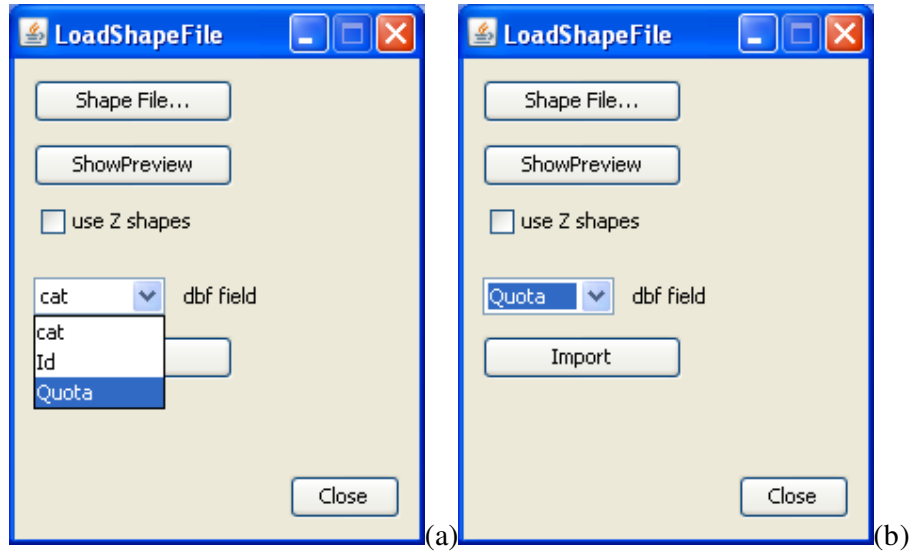 LoadShapeFile
Shape File...
ShowPreview
use Z shapes
cat dbf field
cat
Id
Quota
Close
(a)
LoadShapeFile
Shape File...
ShowPreview
use Z shapes
Quota dbf field
Import
Close
(b)